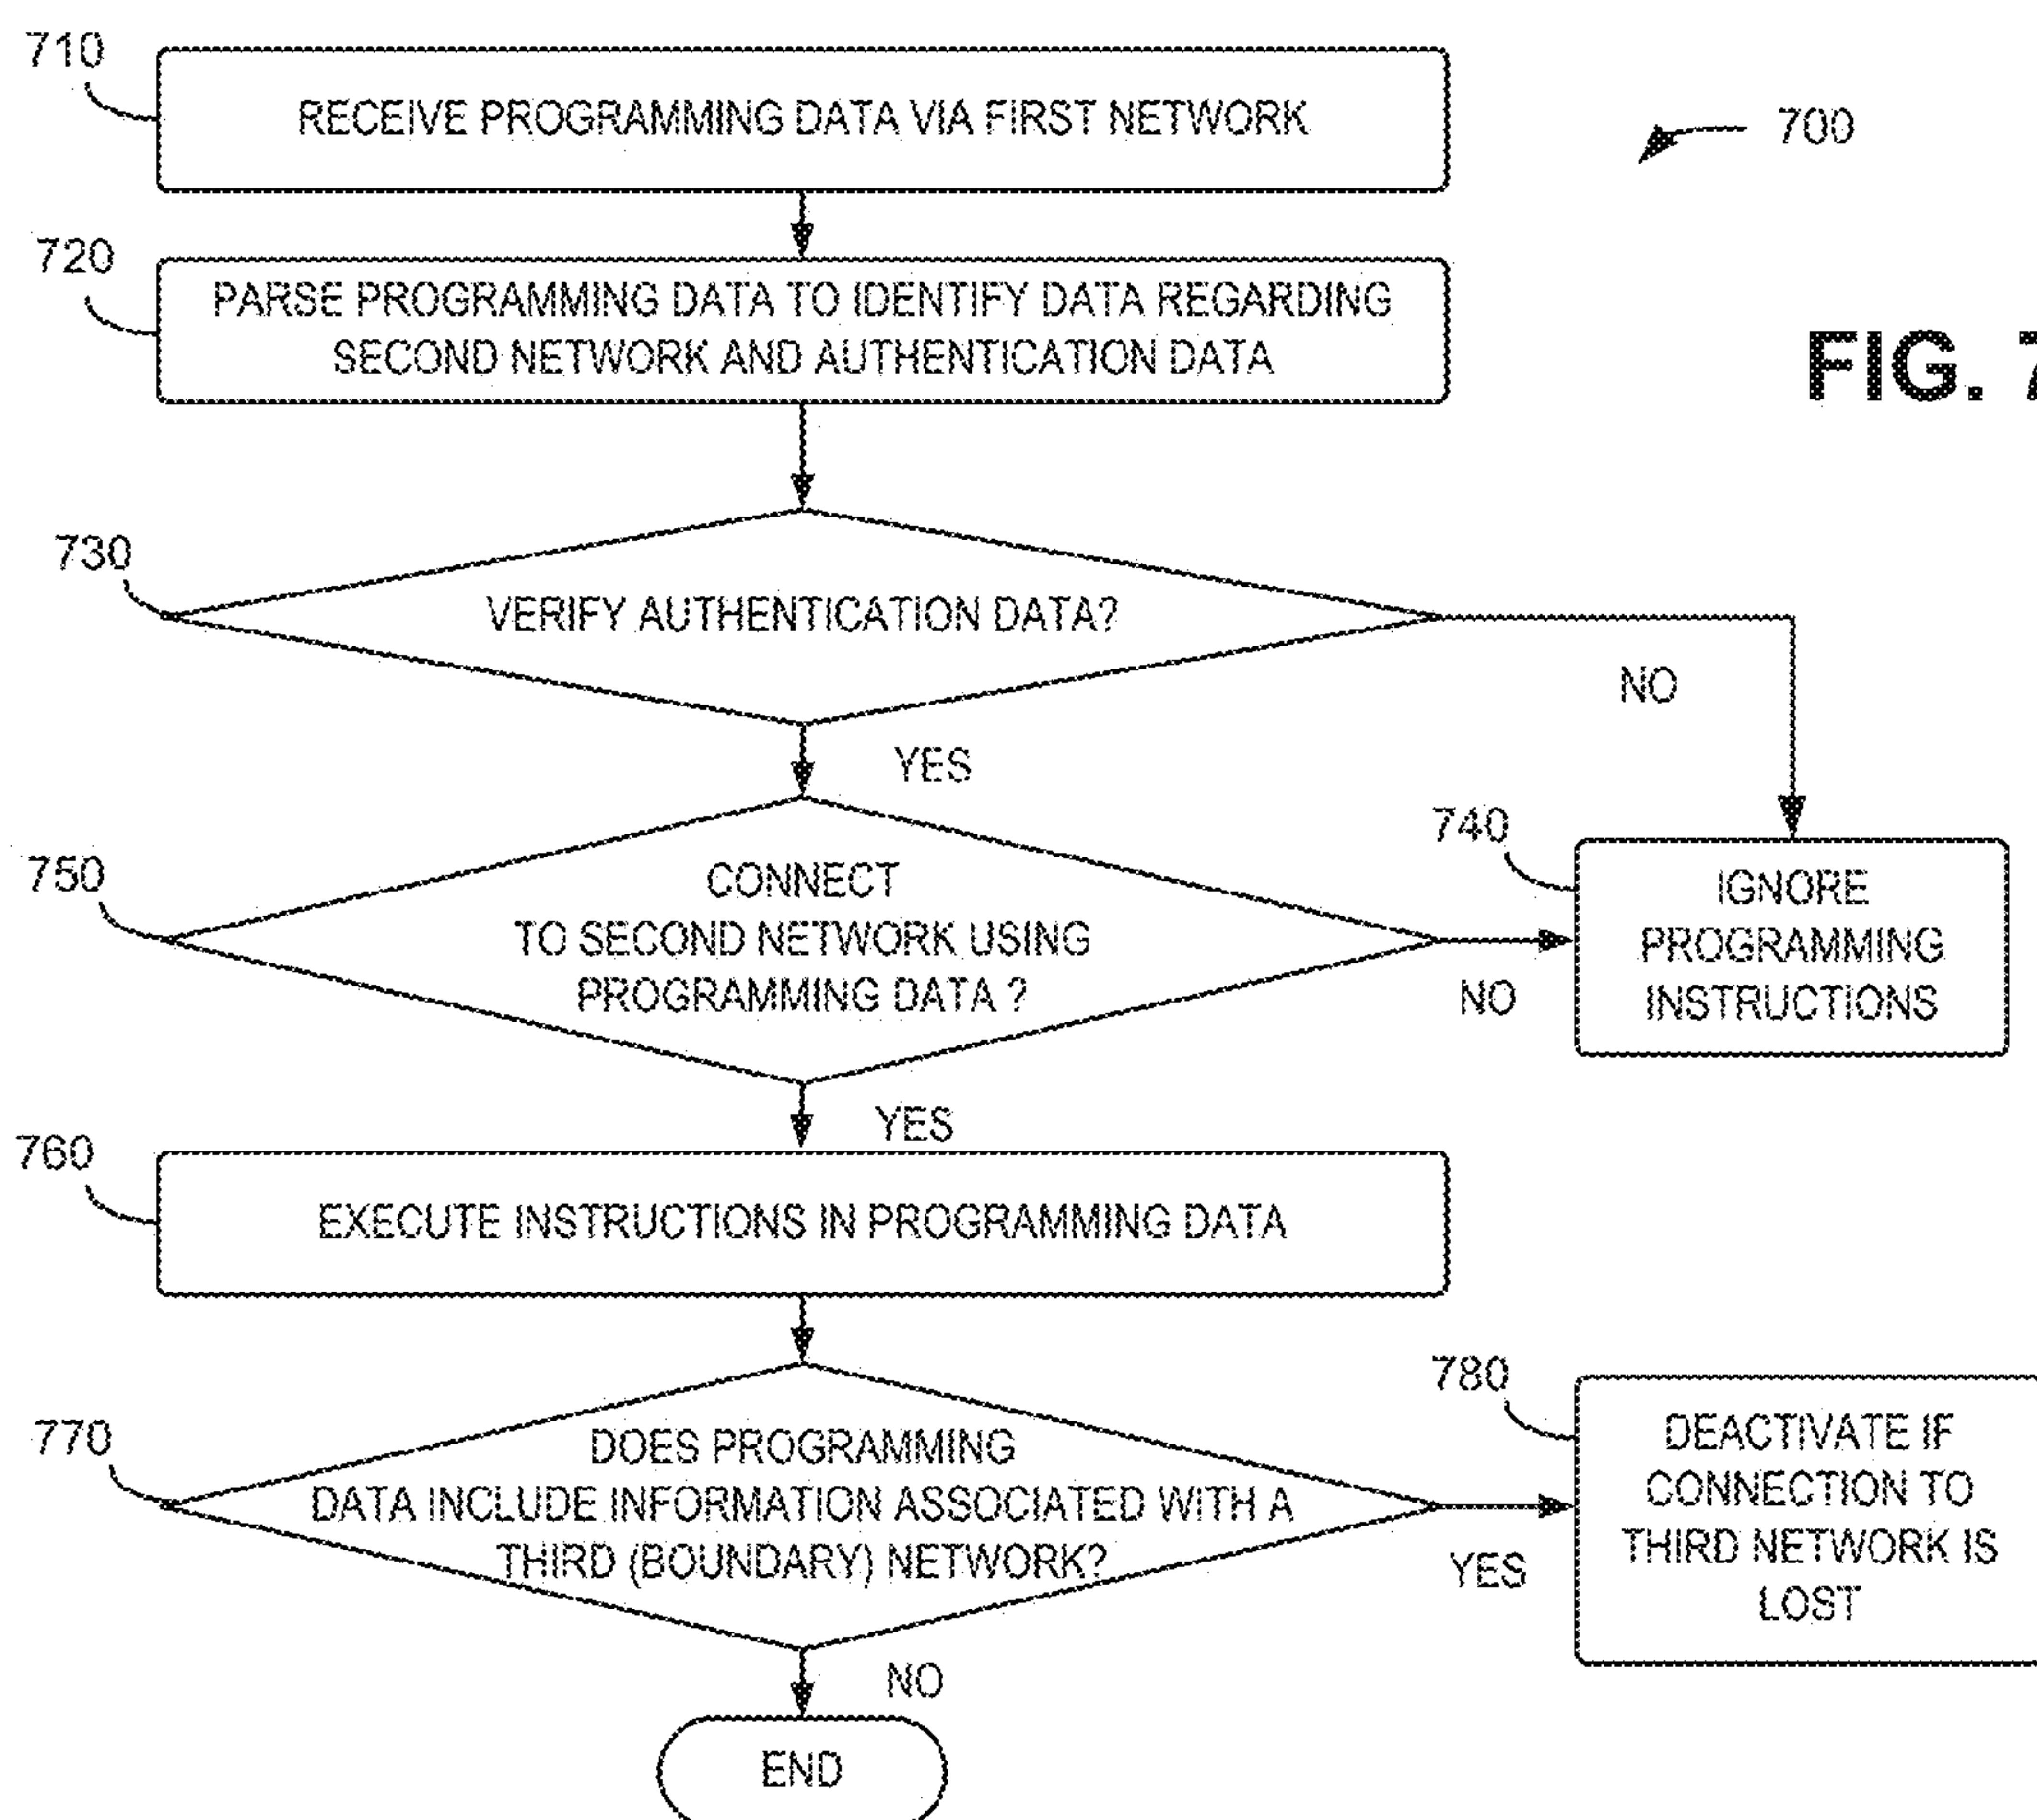 710
RECEIVE PROGRAMMING DATA VIA FIRST NETWORK
700
720
PARSE PROGRAMMING DATA TO IDENTIFY DATA REGARDING
SECOND NETWORK AND AUTHENTICATION DATA
FIG. 7
730
VERIFY AUTHENTICATION DATA?
NO
YES
740
IGNORE
PROGRAMMING
INSTRUCTIONS
750
CONNECT
TO SECOND NETWORK USING
PROGRAMMING DATA ?
NO
YES
760
EXECUTE INSTRUCTIONS IN PROGRAMMING DATA
770
DOES PROGRAMMING
DATA INCLUDE INFORMATION ASSOCIATED WITH A
THIRD (BOUNDARY) NETWORK?
YES
780
DEACTIVATE IF
CONNECTION TO
THIRD NETWORK IS
LOST
NO
END